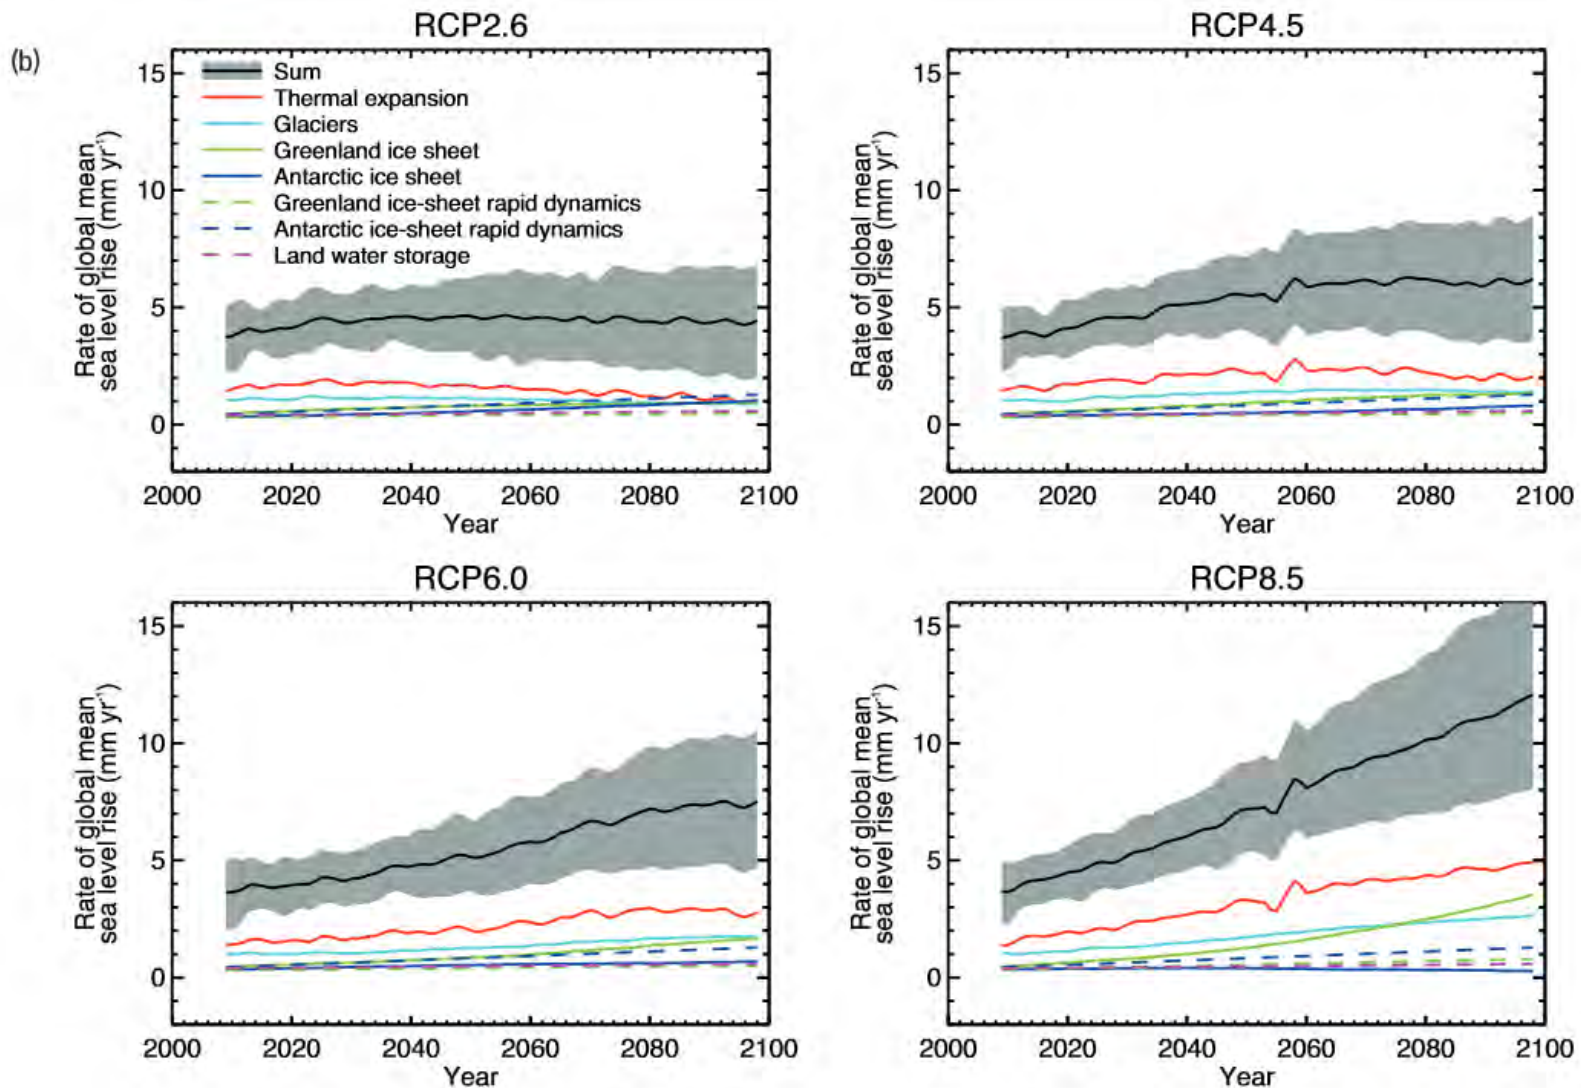 (b)
RCP2.6
15
10
5
0
Rate of global mean
sea level rise (mm yr⁻¹)
Sum
Thermal expansion
Glaciers
Greenland ice sheet
Antarctic ice sheet
Greenland ice-sheet rapid dynamics
Antarctic ice-sheet rapid dynamics
Land water storage
2000 2020 2040 2060 2080 2100
Year
RCP4.5
15
10
5
0
Rate of global mean
sea level rise (mm yr⁻¹)
2000 2020 2040 2060 2080 2100
Year
RCP6.0
15
10
5
0
Rate of global mean
sea level rise (mm yr⁻¹)
2000 2020 2040 2060 2080 2100
Year
RCP8.5
15
10
5
0
Rate of global mean
sea level rise (mm yr⁻¹)
2000 2020 2040 2060 2080 2100
Year